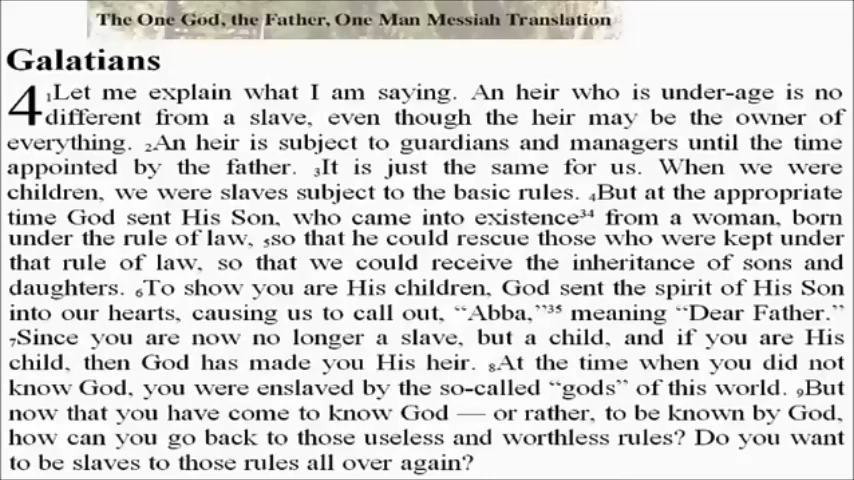 The One God, the Father, One Man Messiah Translation
Galatians
4 1Let me explain what I am saying. An heir who is under-age is no
different from a slave, even though the heir may be the owner of
everything. 2An heir is subject to guardians and managers until the time
appointed by the father. 3It is just the same for us. When we were
children, we were slaves subject to the basic rules. 4But at the appropriate
time God sent His Son, who came into existence34 from a woman, born
under the rule of law, 5so that he could rescue those who were kept under
that rule of law, so that we could receive the inheritance of sons and
daughters. 6To show you are His children, God sent the spirit of His Son
into our hearts, causing us to call out, “Abba,”35 meaning “Dear Father.”
7Since you are now no longer a slave, but a child, and if you are His
child, then God has made you His heir. 8At the time when you did not
know God, you were enslaved by the so-called “gods” of this world. 9But
now that you have come to know God — or rather, to be known by God,
how can you go back to those useless and worthless rules? Do you want
to be slaves to those rules all over again?